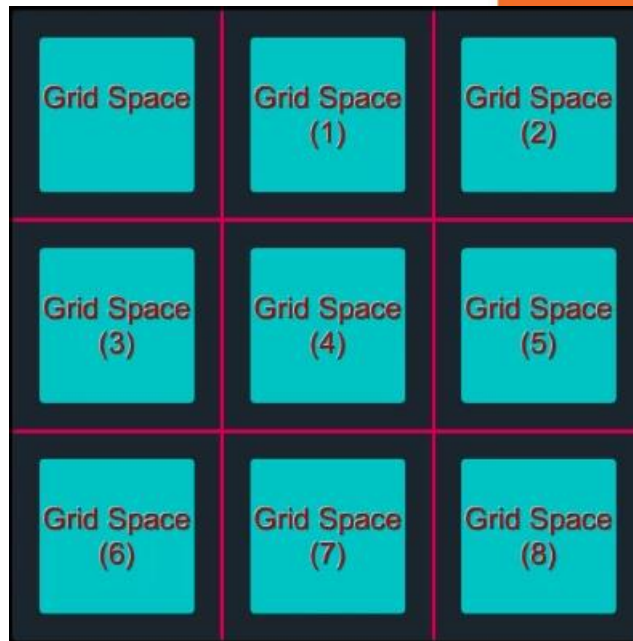 Grid Space
Grid Space
(1)
Grid Space
(2)
Grid Space
(3)
Grid Space
(4)
Grid Space
(5)
Grid Space
(6)
Grid Space
(7)
Grid Space
(8)